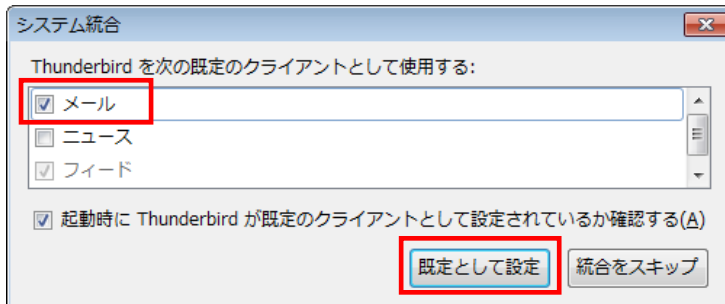 システム統合
Thunderbird を次の既定のクライアントとして使用する:
メール
ニュース
フィード
起動時に Thunderbird が既定のクライアントとして設定されているか確認する(A)
既定として設定 統合をスキップ